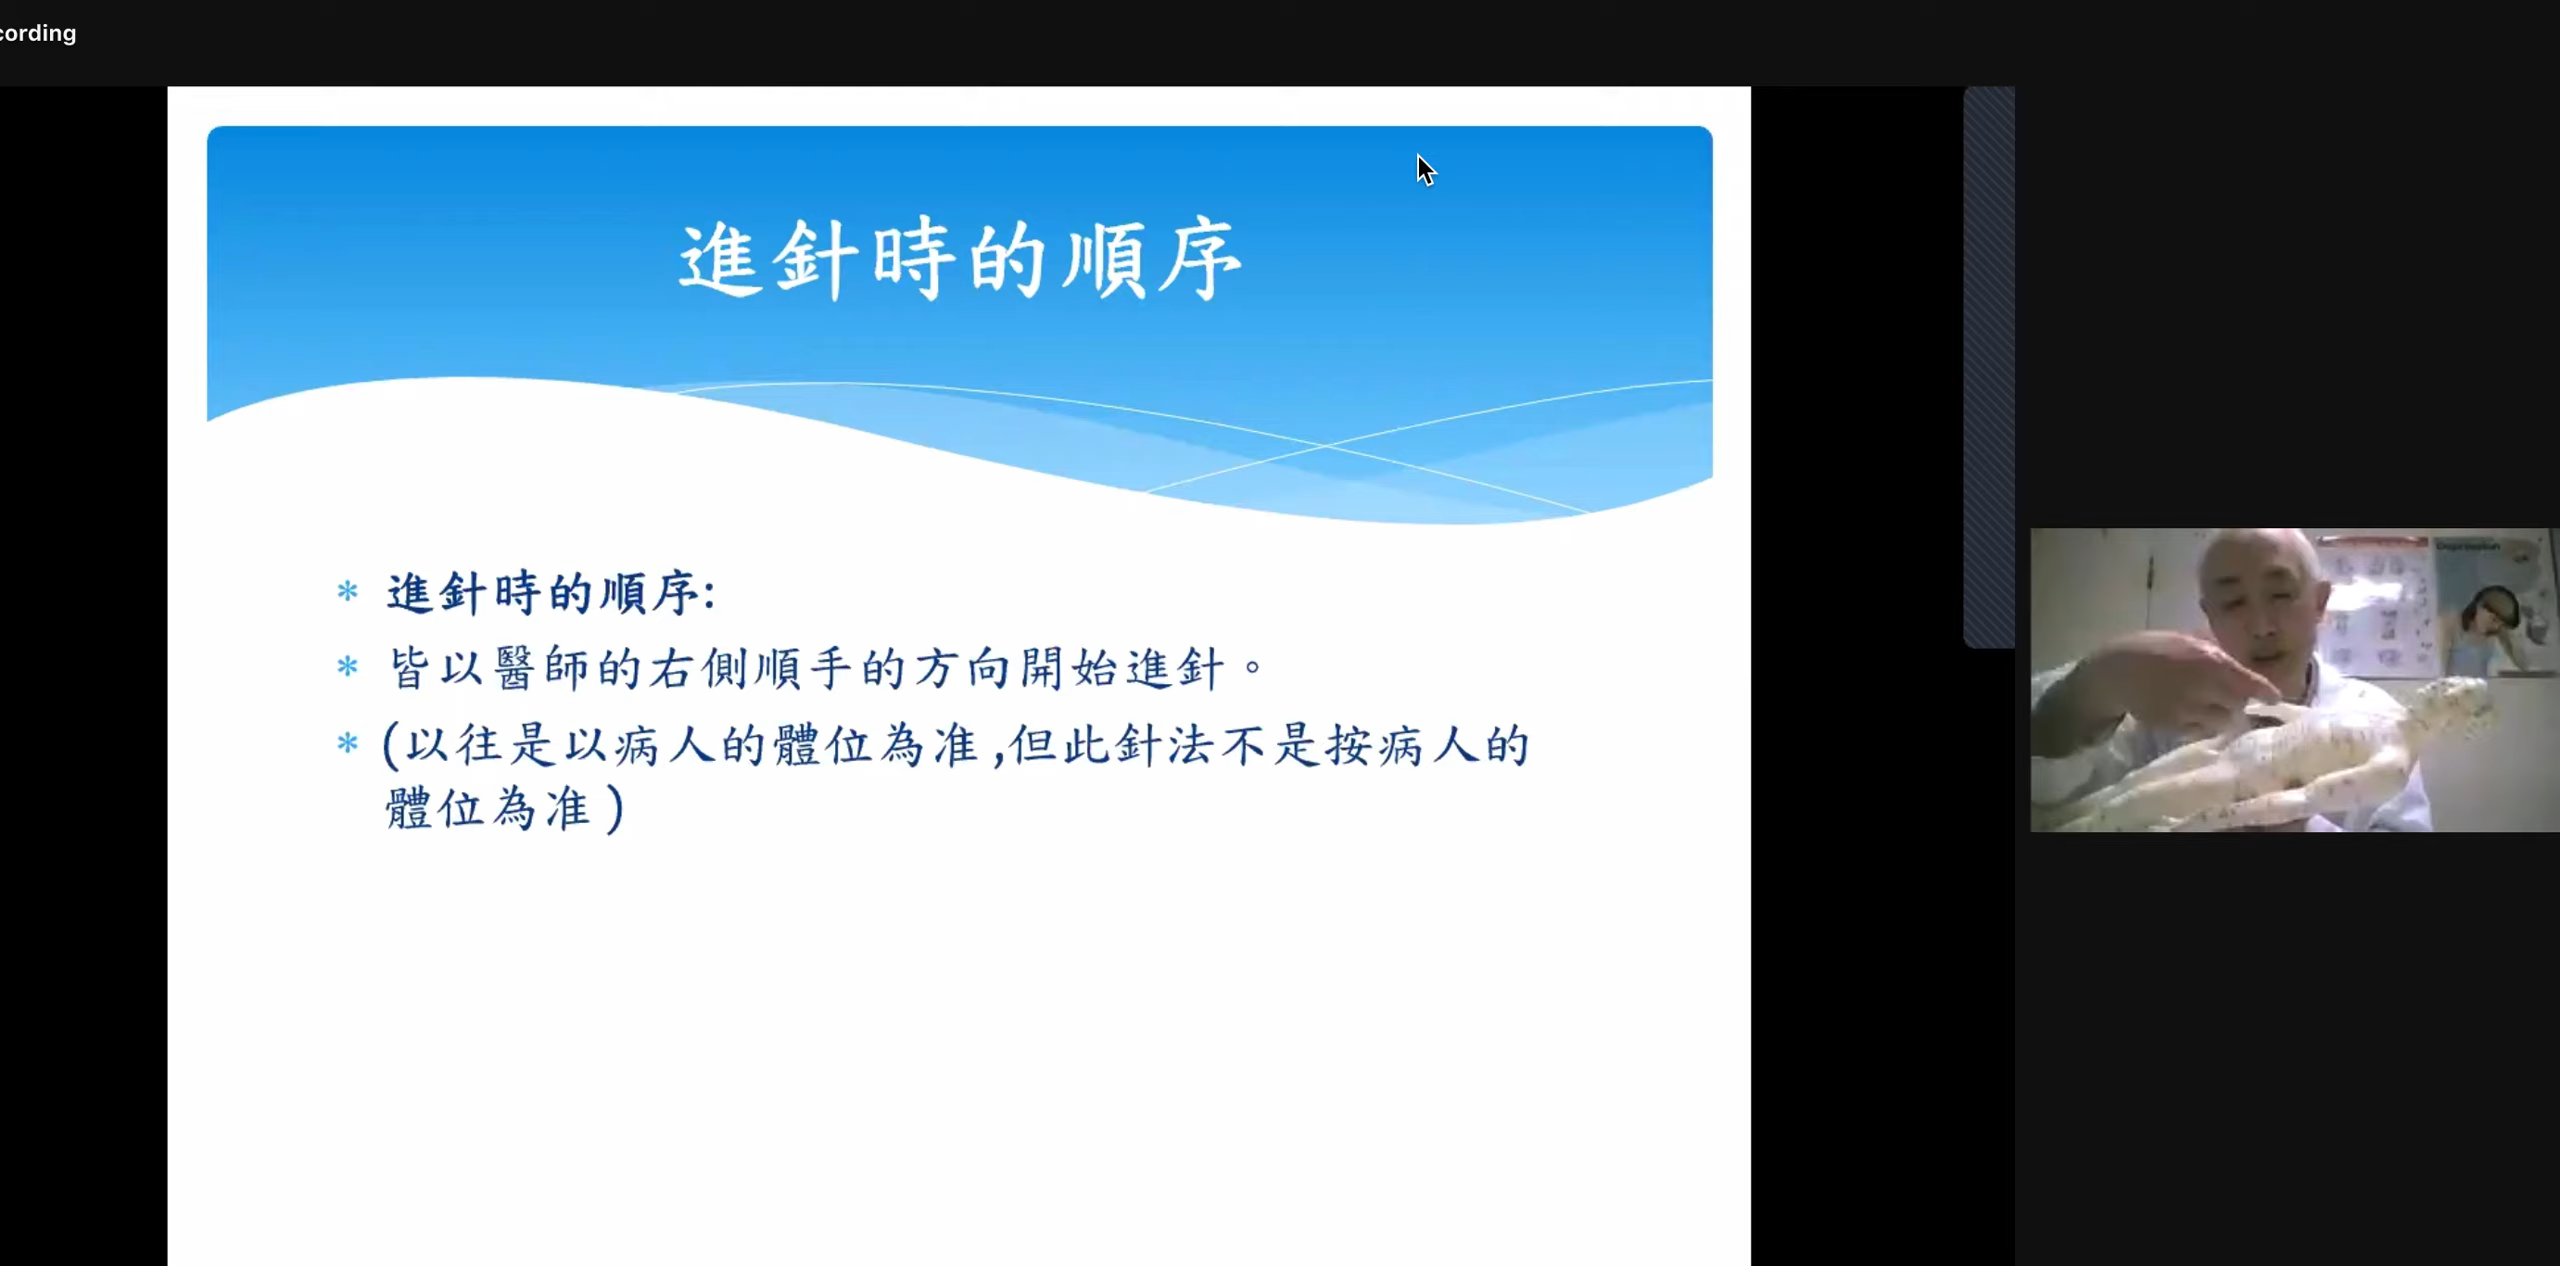 cording
進針時的順序
進針時的順序:
皆以醫師的右側順手的方向開始進針。
(以往是以病人的體位為准,但此針法不是按病人的
體位為准)